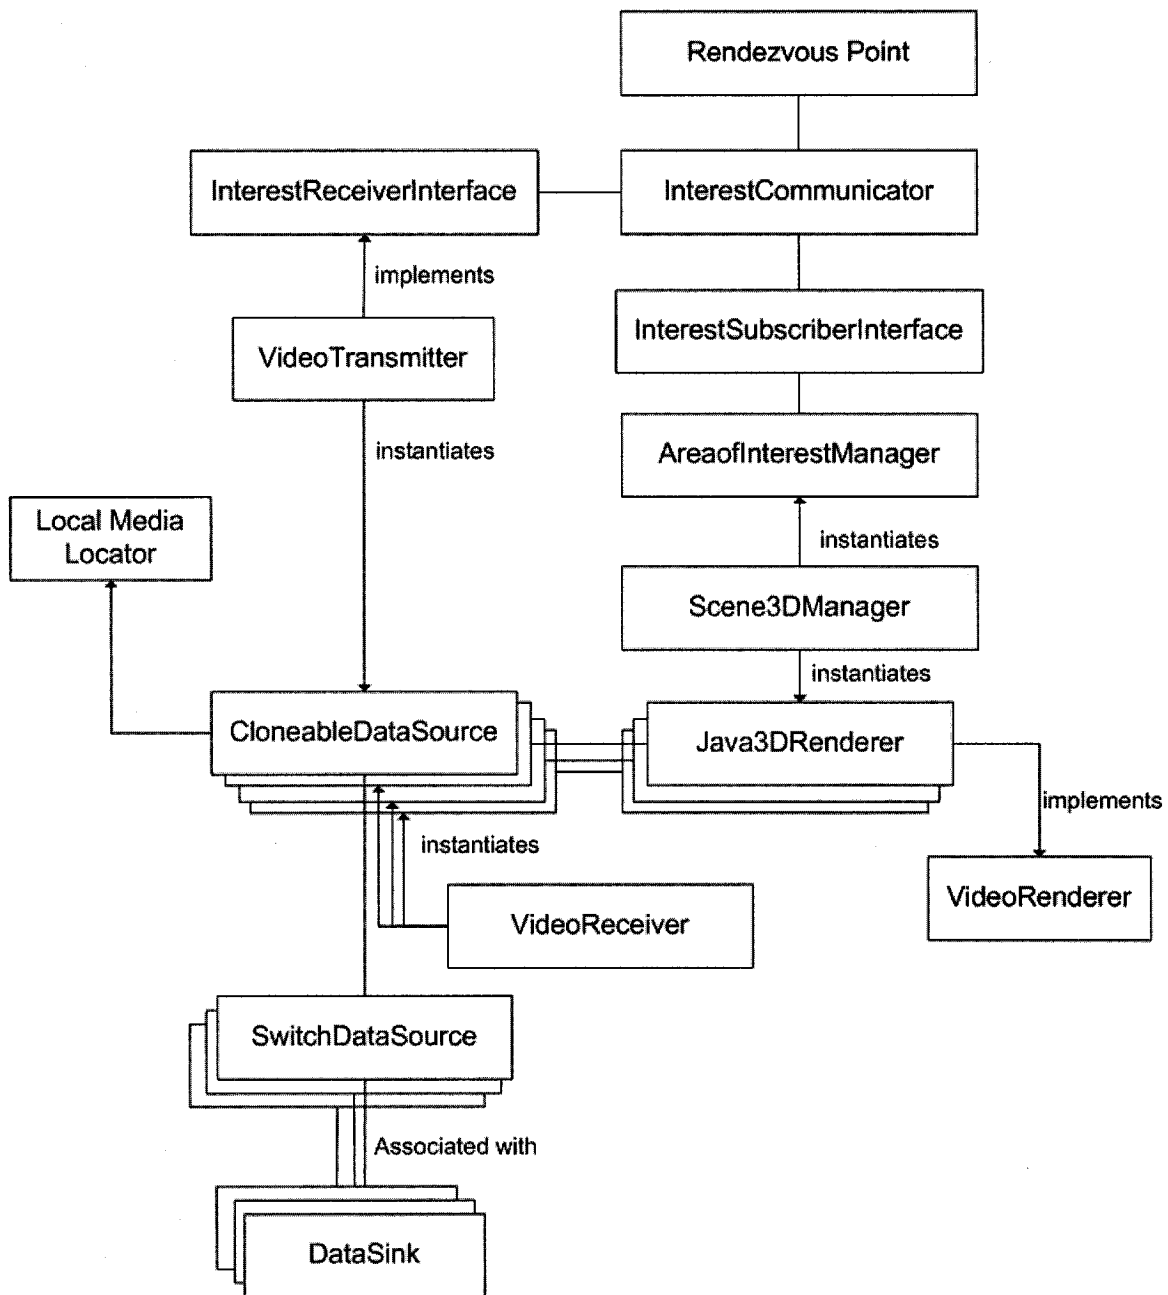 Rendezvous Point
InterestReceiverInterface
InterestCommunicator
implements
InterestSubscriberInterface
VideoTransmitter
instantiates
AreaofInterestManager
Local Media
Locator
instantiates
Scene3DManager
instantiates
CloneableDataSource
Java3DRenderer
implements
instantiates
VideoReceiver
VideoRenderer
SwitchDataSource
Associated with
DataSink